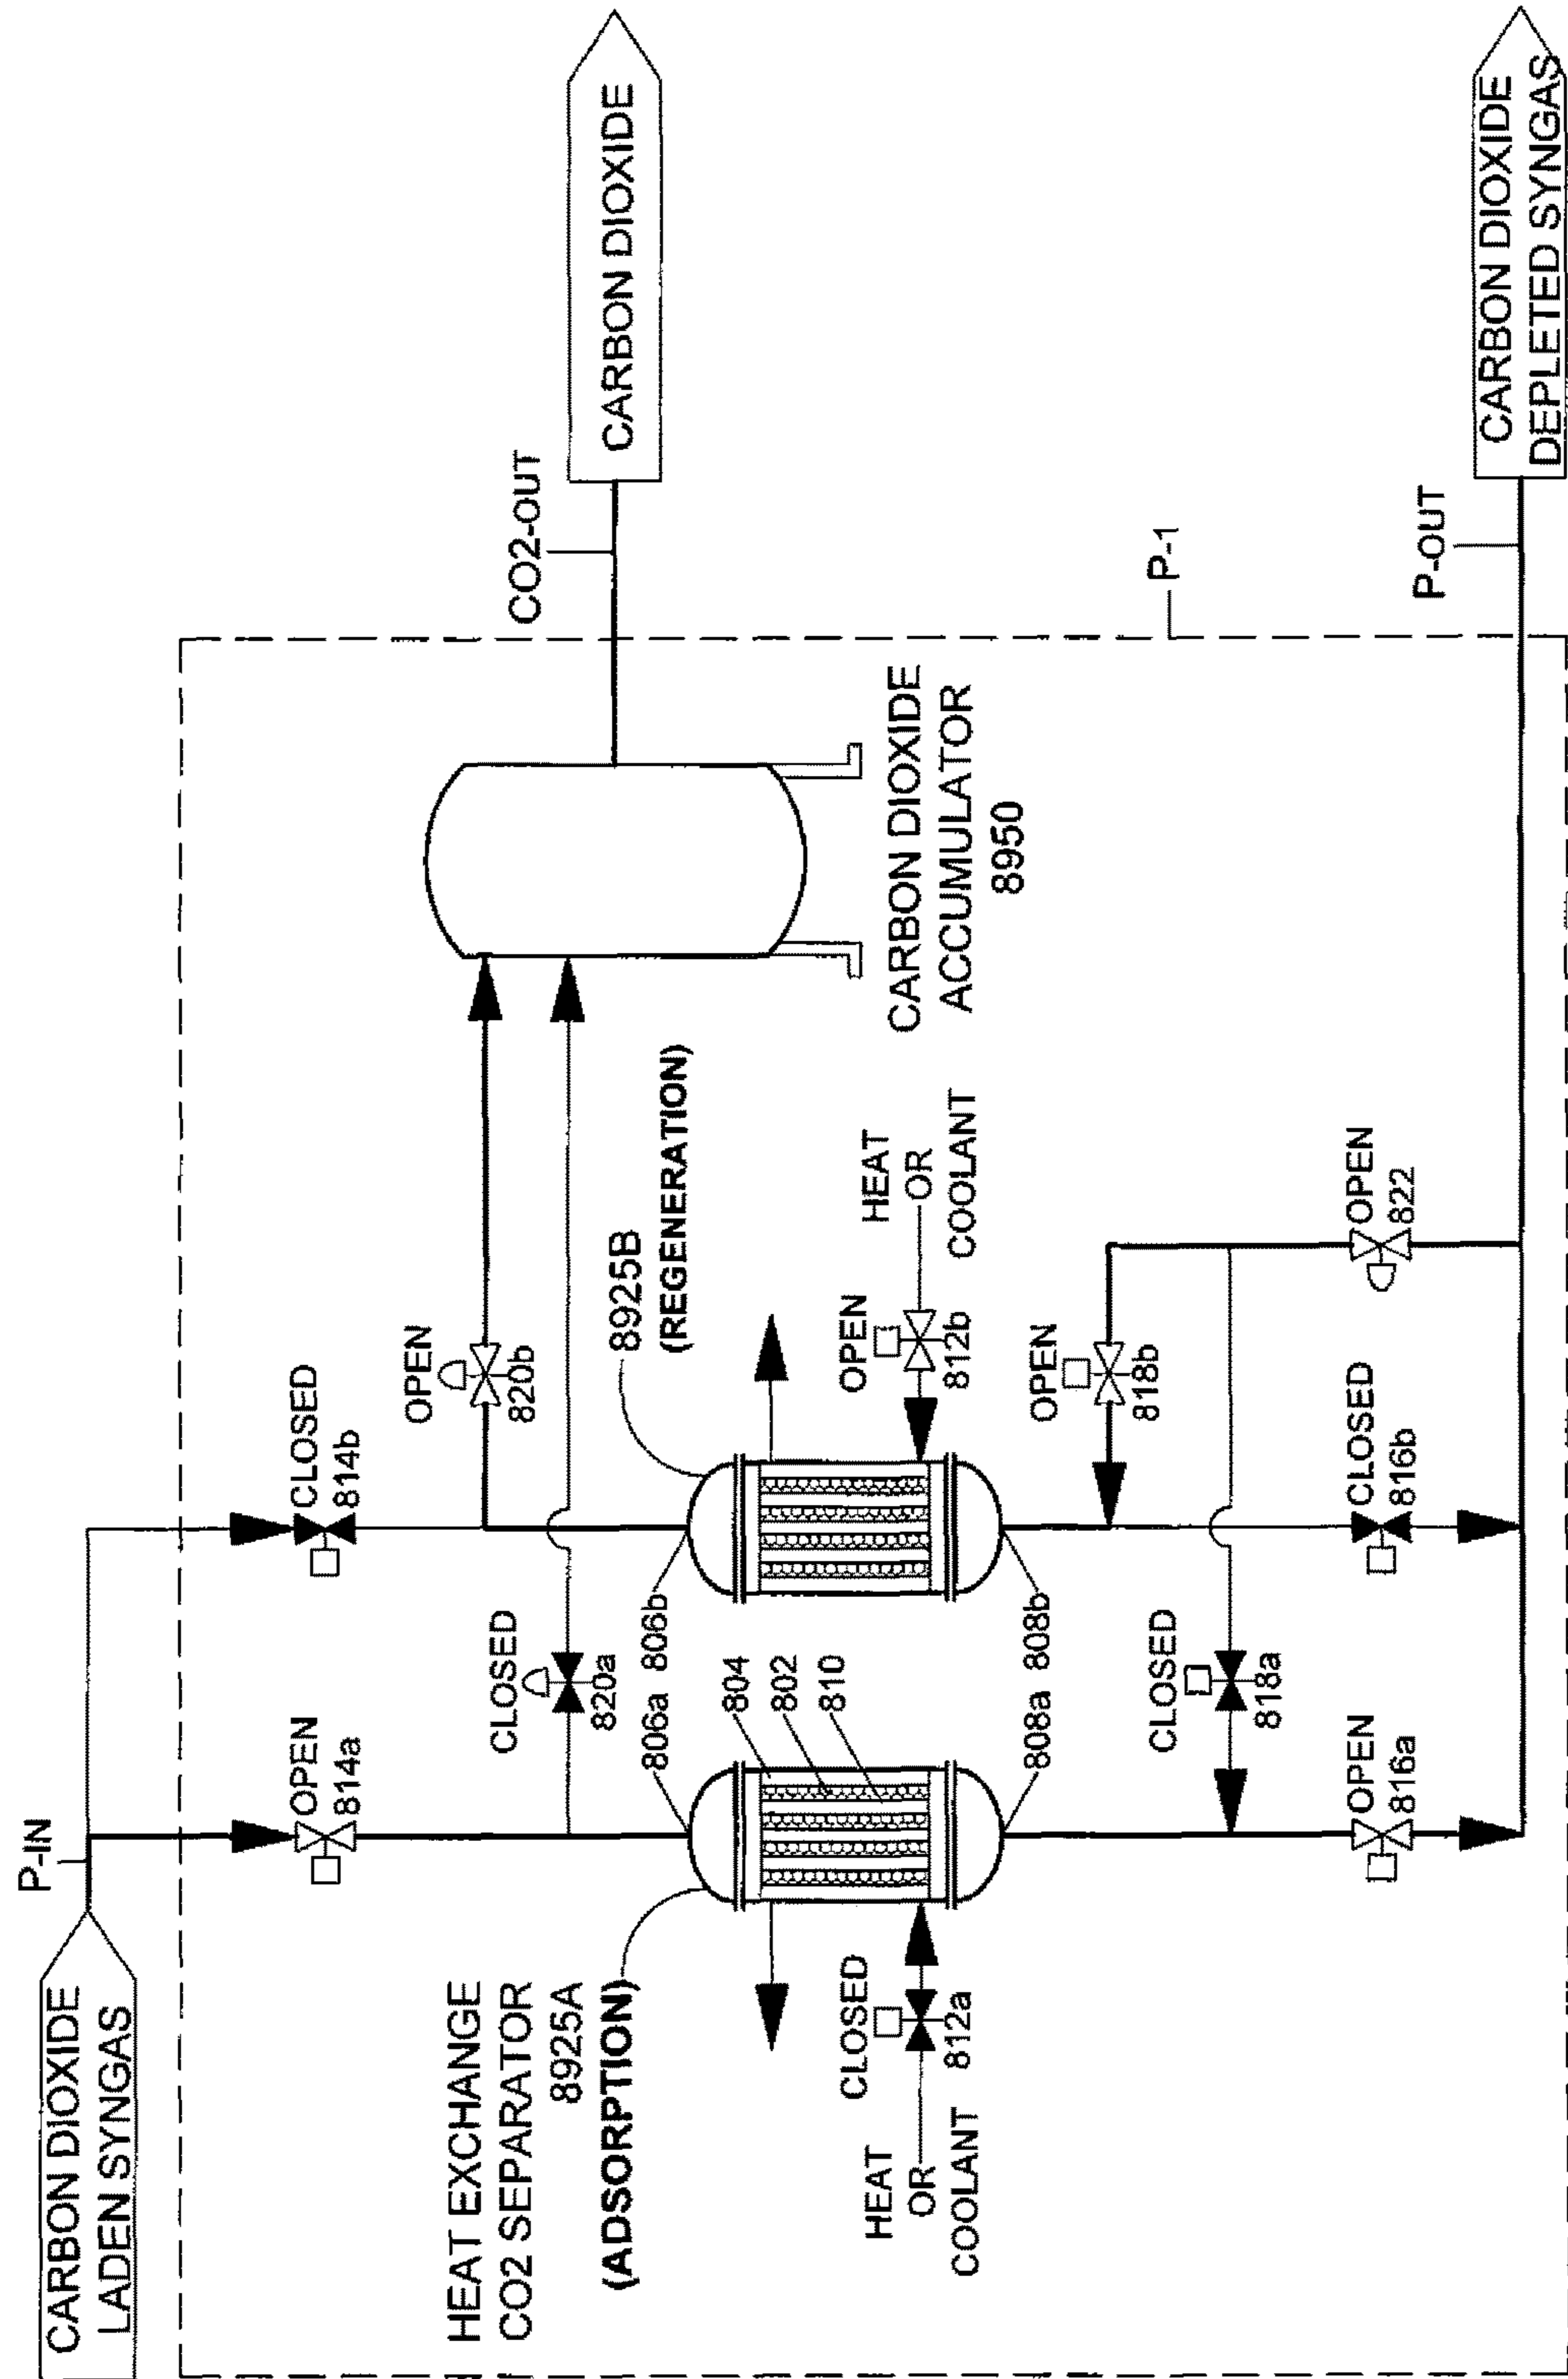 CARBON DIOXIDE
LADEN SYNGAS
P-IN
OPEN
814a
CLOSED
814b
HEAT EXCHANGE
CO2 SEPARATOR
8925A
(ADSORPTION)
CLOSED
820a
OPEN
820b
806a
806b
8925B
(REGENERATION)
804
802
810
CLOSED
812a
HEAT
OR
COOLANT
OPEN
812b
HEAT
OR
COOLANT
808a
808b
CLOSED
818a
OPEN
818b
OPEN
816a
CLOSED
816b
OPEN
822
CARBON DIOXIDE
ACCUMULATOR
8950
CO2-OUT
CARBON DIOXIDE
P-1
P-OUT
CARBON DIOXIDE
DEPLETED SYNGAS